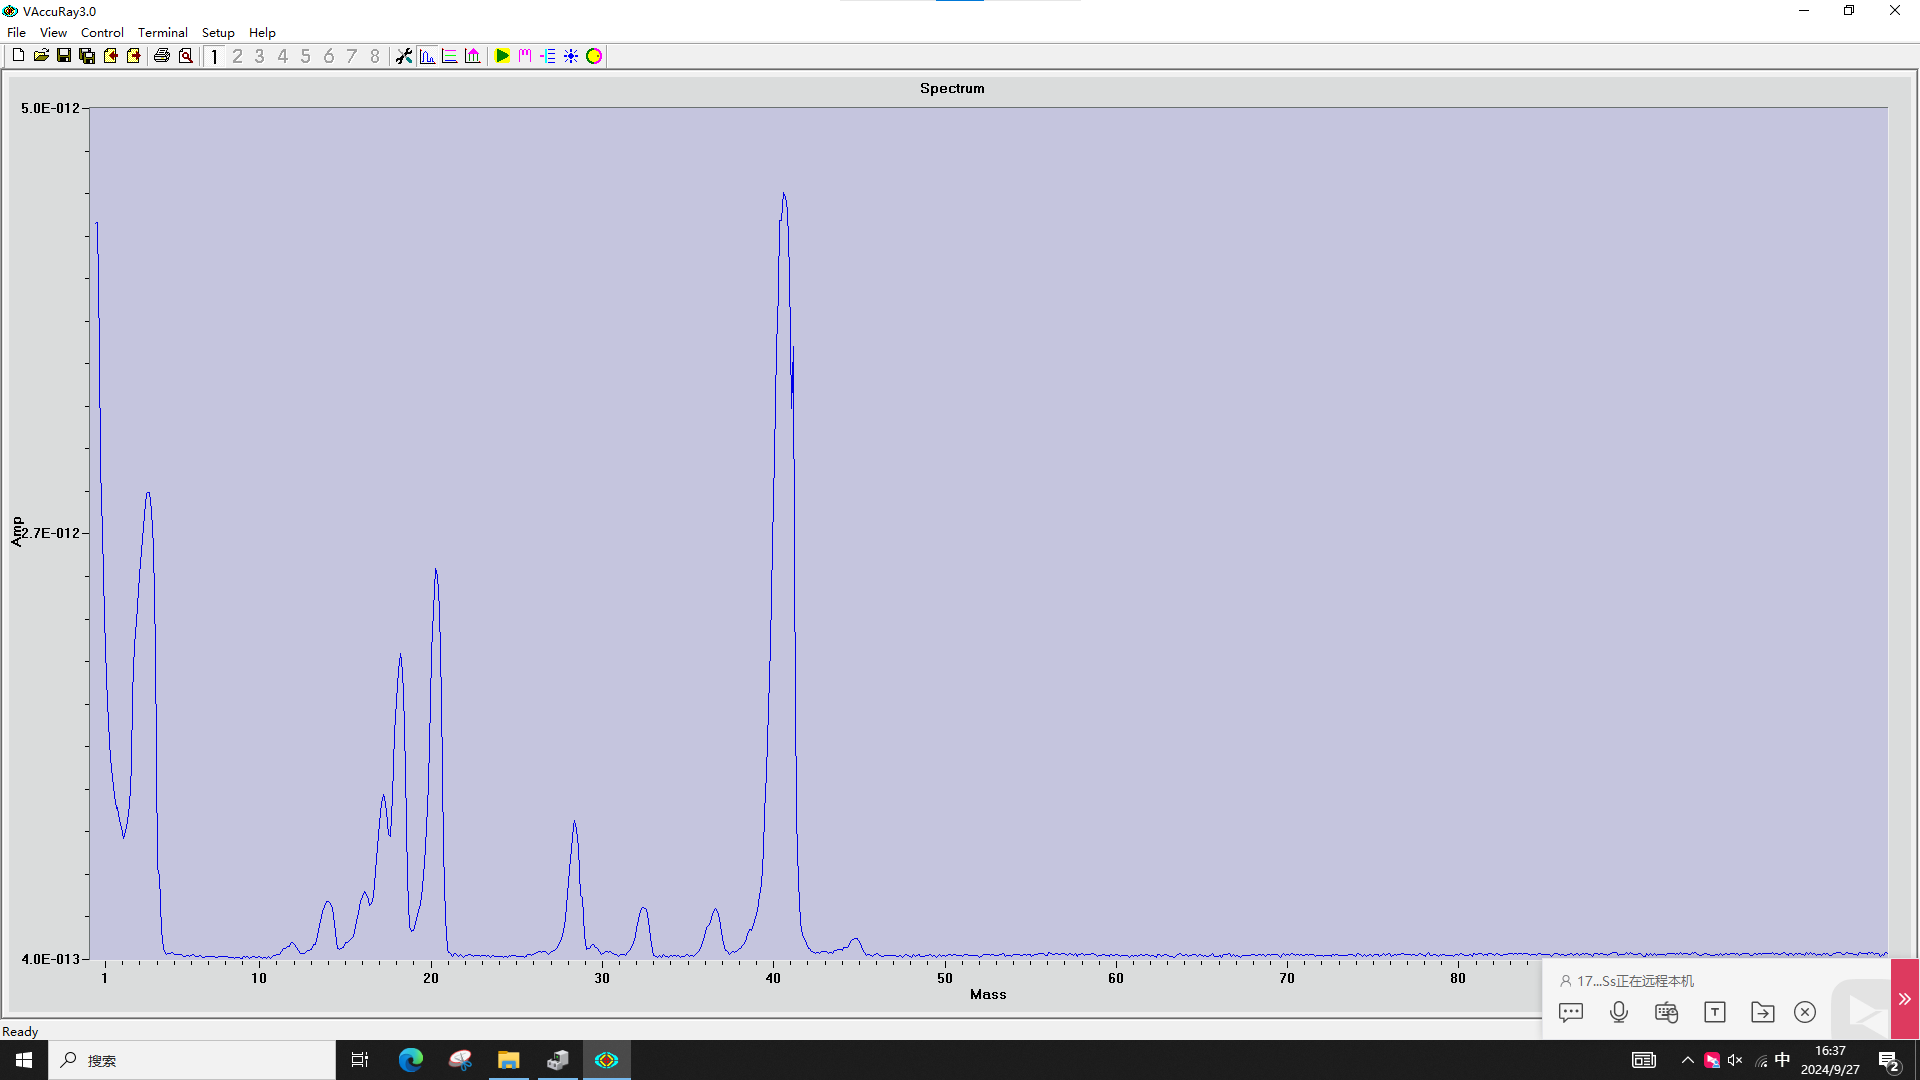 VAccuRay3.0
File View Control Terminal Setup Help
1 2 3 4 5 6 7 8
Spectrum
5.0E-012
Amp
2.7E-012
4.0E-013
1 10 20 30 40 50 60 70 80
Mass
17...Ss正在远程本机
T
Ready
搜索
中
16:37
2024/9/27
2